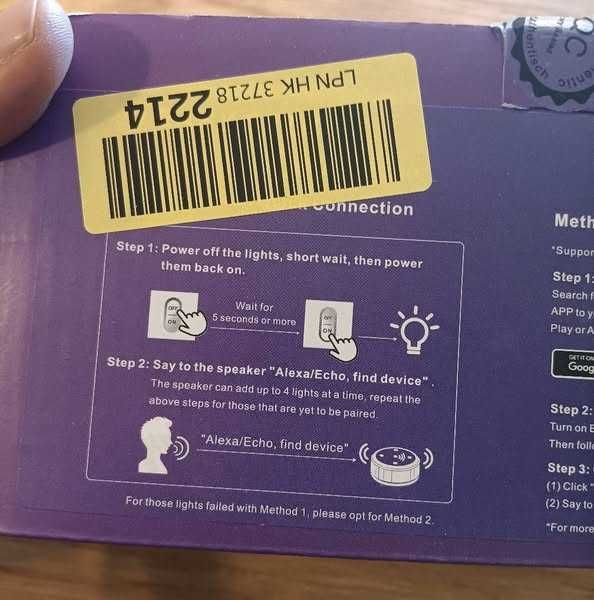 LPN HK 37218
2214
Connection
Step 1: Power off the lights, short wait, then power
them back on.
OFF
ON
Wait for
5 seconds or more
OFF
ON
Step 2: Say to the speaker "Alexa/Echo, find device" .
The speaker can add up to 4 lights at a time, repeat the
above steps for those that are yet to be paired.
"Alexa/Echo, find device"
For those lights failed with Method 1, please opt for Method 2.
Meth
*Suppor
Step 1:
Search f
APP to y
Play or A
GET IT ON
Goog
Step 2:
Turn on B
Then follo
Step 3:
(1) Click "
(2) Say to
*For more